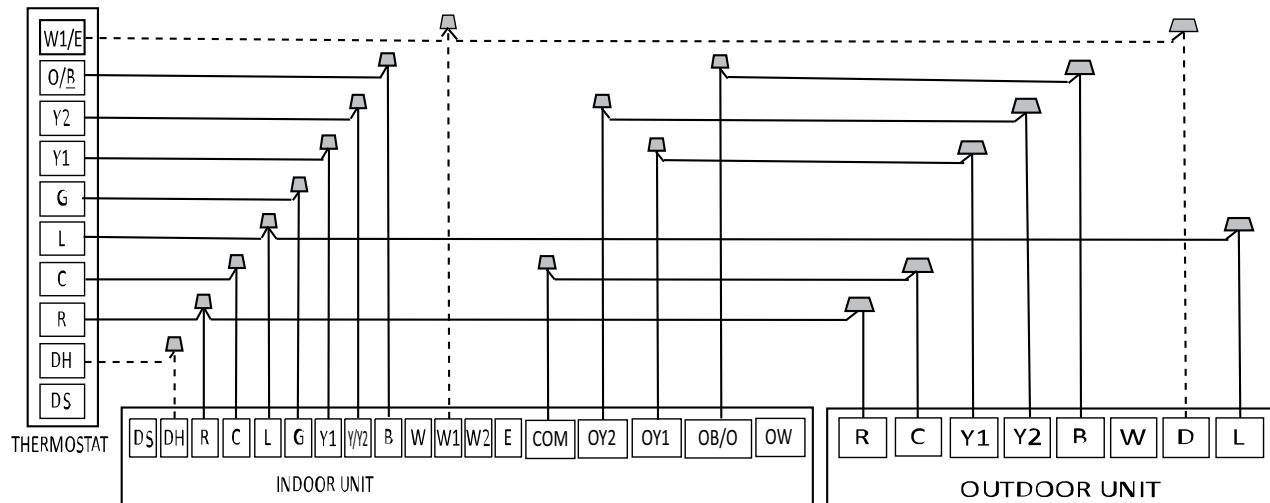 W1/E
O/B
Y2
Y1
G
L
C
R
DH
DS
THERMOSTAT
DS DH R C L G Y1 Y/Y2 B W W1 W2 E COM OY2 OY1 OB/O OW
INDOOR UNIT
R C Y1 Y2 B W D L
OUTDOOR UNIT